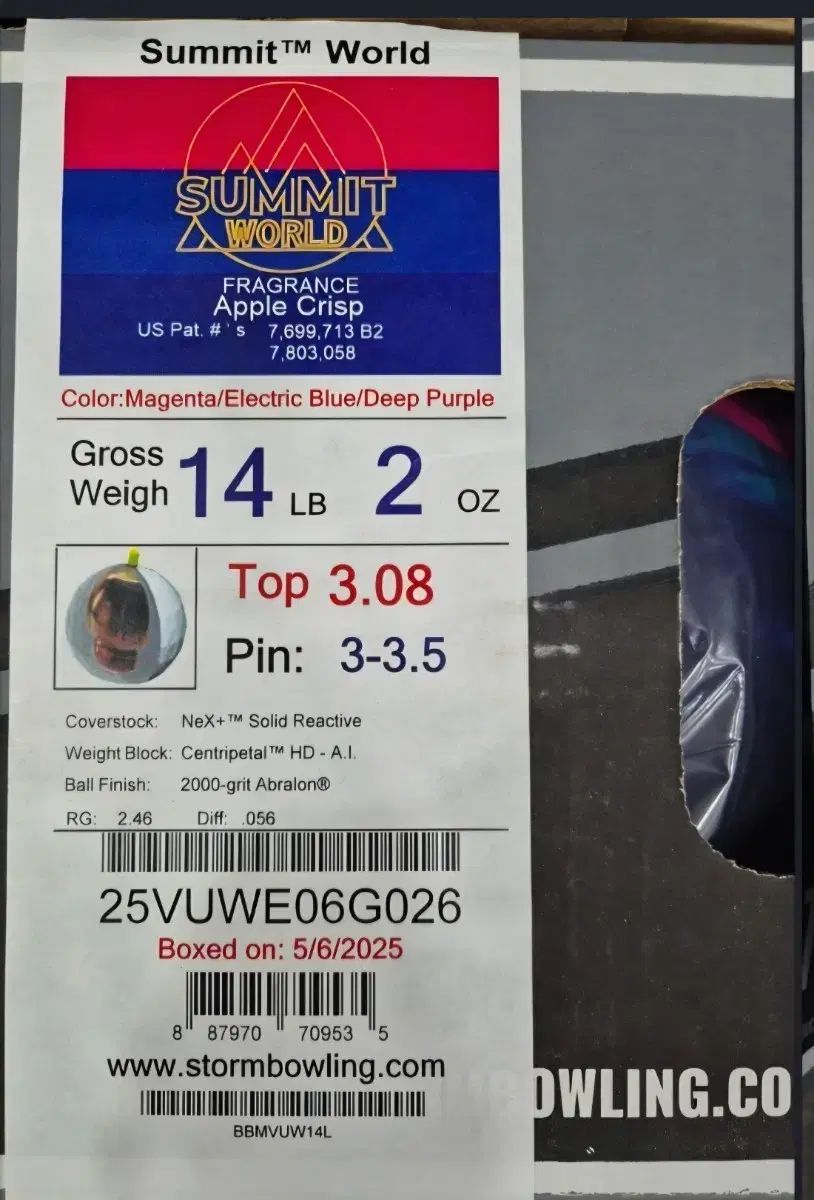 Summit™ World
SUMMIT
WORLD
FRAGRANCE
Apple Crisp
US Pat. # ' s 7,699,713 B2
7,803,058
Color:Magenta/Electric Blue/Deep Purple
Gross
Weigh 14 LB 2 OZ
Top 3.08
Pin: 3-3.5
Coverstock: NeX+™ Solid Reactive
Weight Block: Centripetal™ HD - A.I.
Ball Finish: 2000-grit Abralon®
RG: 2.46 Diff: .056
25VUWE06G026
Boxed on: 5/6/2025
8 87970 70953 5
www.stormbowling.com
BBMVUW14L
BOWLING.CO